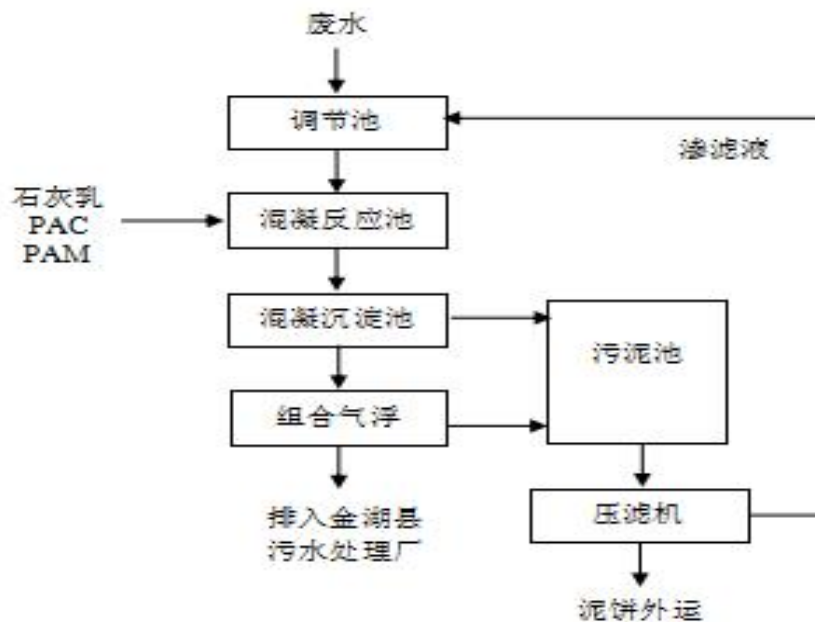 废水
调节池
渗滤液
石灰乳
PAC
PAM
混凝反应池
混凝沉淀池
污泥池
组合气浮
排入金湖县
污水处理厂
压滤机
泥饼外运